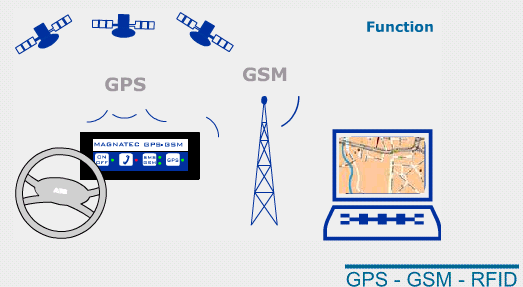 Function
GPS
GSM
MAGNATEC GPS•GSM
ON
OFF
SMS
GSM
GPS
GPS - GSM - RFID